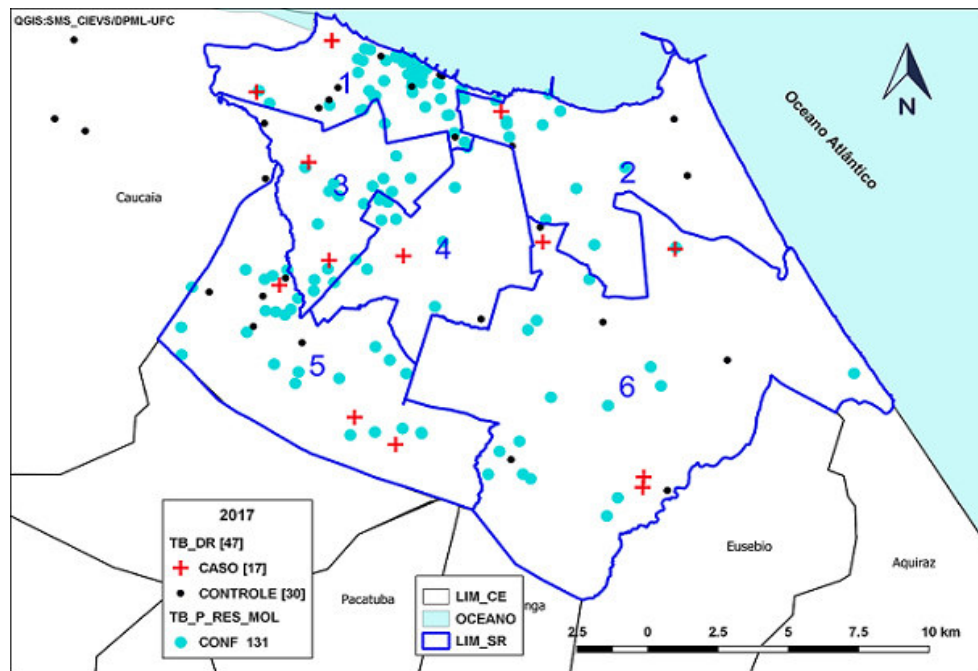 QGIS:SMS_CIEVS/DPML-UFC
N
Oceano Atlântico
1
2
3
4
5
6
Caucaia
2017
TB_DR [47]
CASO [17]
CONTROLE [30]
TB_P_RES_MOL
CONF 131
Pacatuba
LIM_CE
OCEANO
LIM_SR
Eusebio
Aquiraz
2.5 0 2.5 5 7.5 10 km